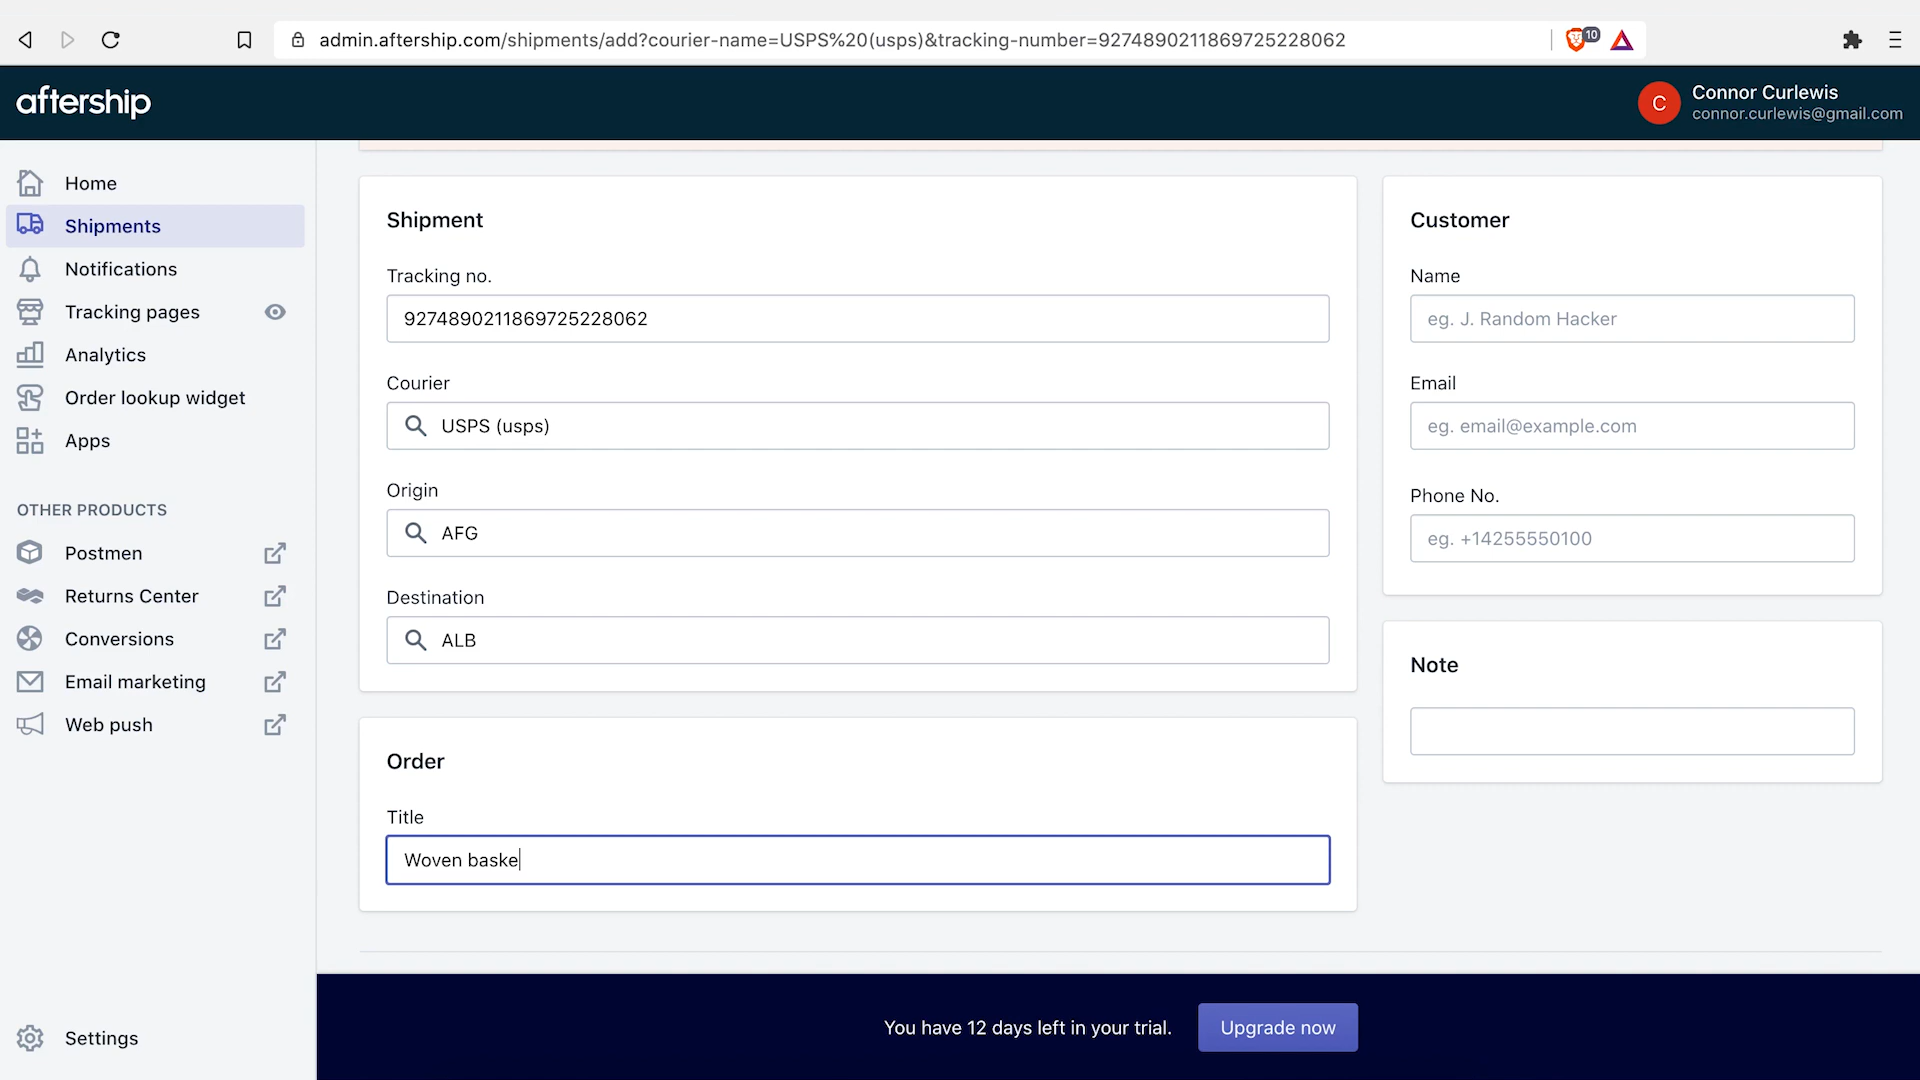 admin.aftership.com/shipments/add?courier-name=USPS%20(usps)&tracking-number=9274890211869725228062
10
aftership
C
Connor Curlewis
connor.curlewis@gmail.com
Home
Shipments
Notifications
Tracking pages
Analytics
Order lookup widget
Apps
OTHER PRODUCTS
Postmen
Returns Center
Conversions
Email marketing
Web push
Settings
Shipment
Tracking no.
9274890211869725228062
Courier
USPS (usps)
Origin
AFG
Destination
ALB
Order
Title
Woven baske
Customer
Name
eg. J. Random Hacker
Email
eg. email@example.com
Phone No.
eg. +14255550100
Note
You have 12 days left in your trial.
Upgrade now